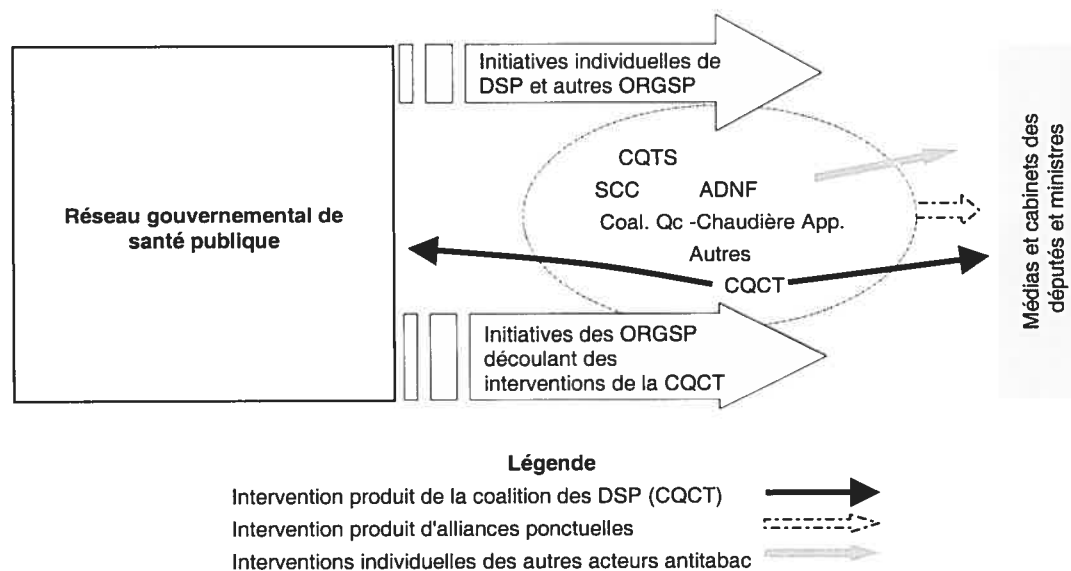 Initiatives individuelles de
DSP et autres ORGSP
CQTS
SCC ADNF
Coal. Qc -Chaudière App.
Autres
CQCT
Réseau gouvernemental de
santé publique
Initiatives des ORGSP
découlant des
interventions de la CQCT
Médias et cabinets des
députés et ministres
Légende
Intervention produit de la coalition des DSP (CQCT)
Intervention produit d'alliances ponctuelles
Interventions individuelles des autres acteurs antitabac